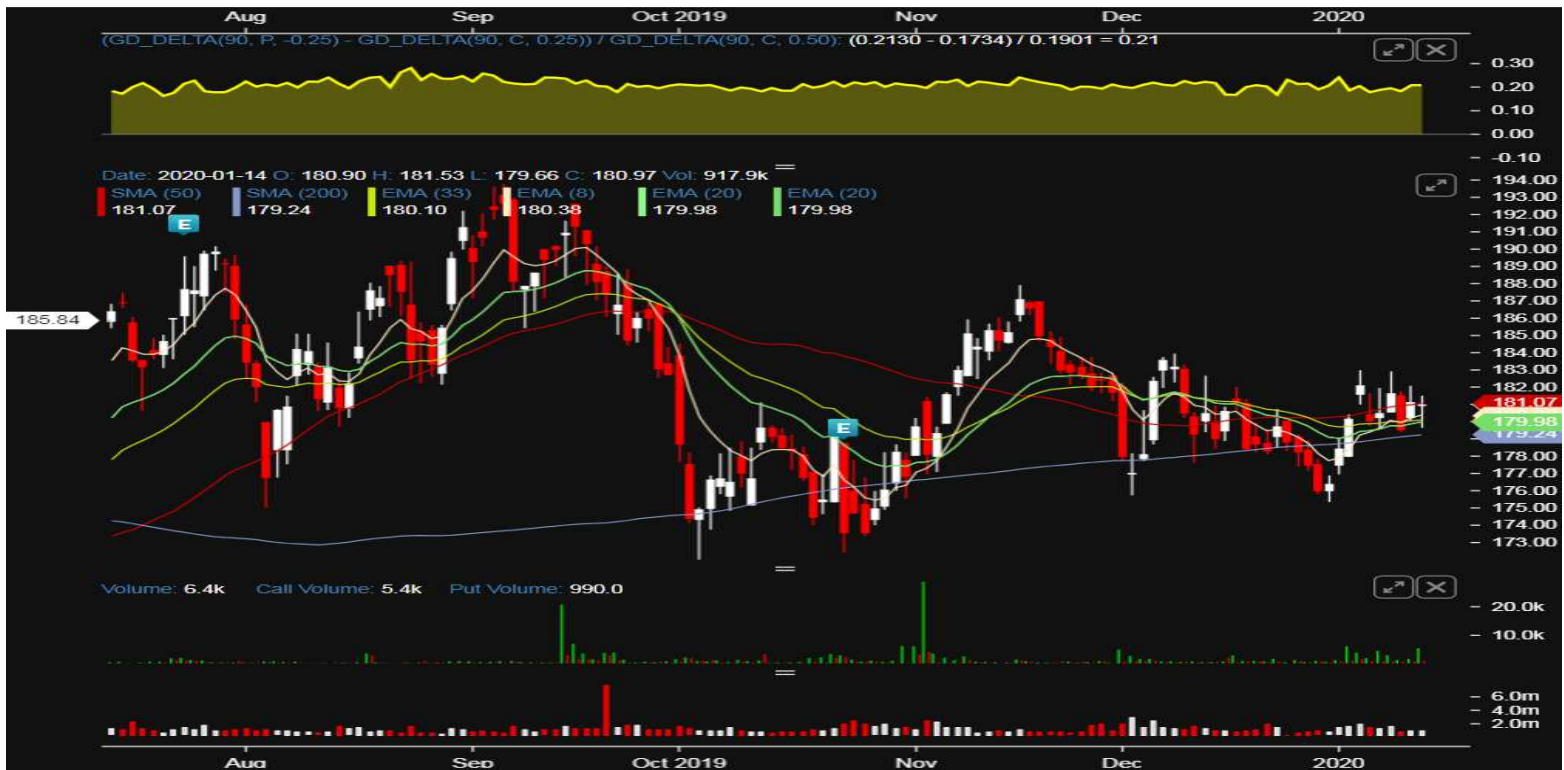 Aug Sep Oct 2019 Nov Dec 2020
(GD_DELTA(90, P, -0.25) - GD_DELTA(90, C, 0.25)) / GD_DELTA(90, C, 0.50): (0.2130 - 0.1734) / 0.1901 = 0.21
0.30
0.20
0.10
0.00
-0.10
Date: 2020-01-14 O: 180.90 H: 181.53 L: 179.66 C: 180.97 Vol: 917.9k
SMA (50) SMA (200) EMA (33) EMA (8) EMA (20) EMA (20)
181.07 179.24 180.10 180.38 179.98 179.98
E
E
185.84
194.00
193.00
192.00
191.00
190.00
189.00
188.00
187.00
186.00
185.00
184.00
183.00
182.00
181.07
179.98
179.24
178.00
177.00
176.00
175.00
174.00
173.00
Volume: 6.4k Call Volume: 5.4k Put Volume: 990.0
20.0k
10.0k
6.0m
4.0m
2.0m
Aug Sep Oct 2019 Nov Dec 2020